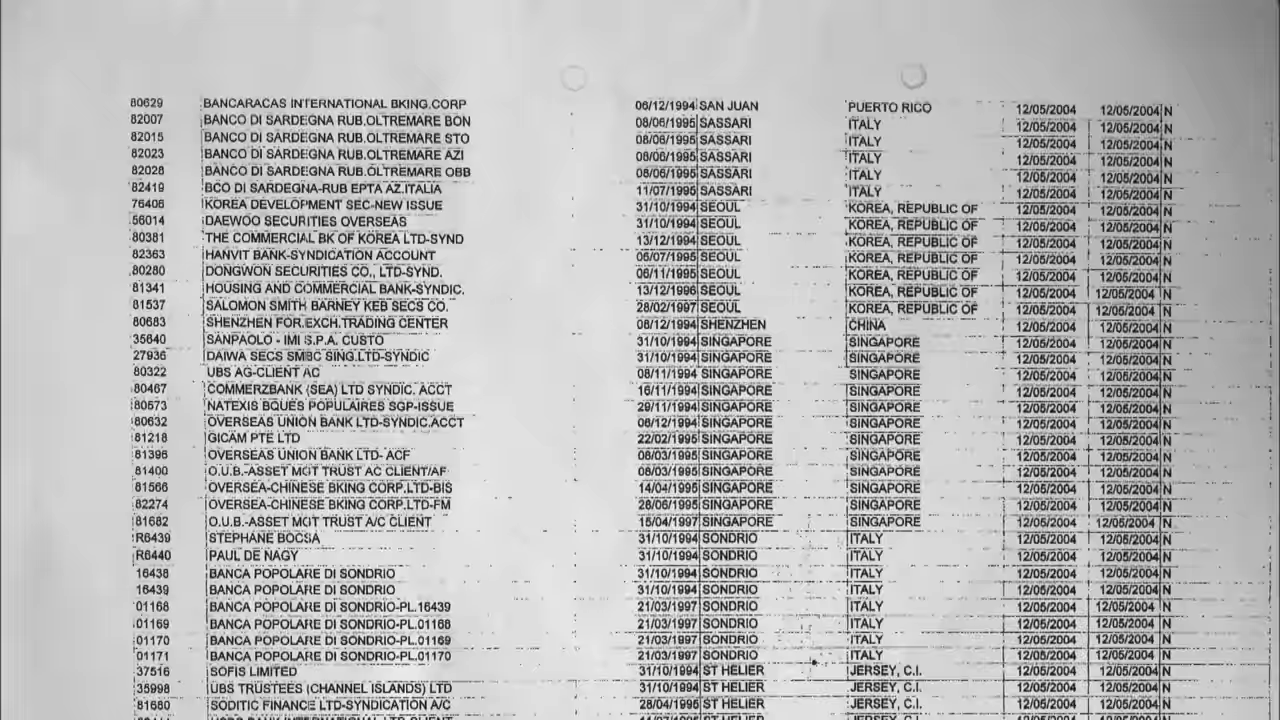 80629 BANCARACAS INTERNATIONAL BKING.CORP 06/12/1994 SAN JUAN PUERTO RICO 12/05/2004 12/05/2004 N
82007 BANCO DI SARDEGNA RUB.OLTREMARE BON 08/06/1995 SASSARI ITALY 12/05/2004 12/05/2004 N
82015 BANCO DI SARDEGNA RUB.OLTREMARE STO 08/06/1995 SASSARI ITALY 12/05/2004 12/05/2004 N
82023 BANCO DI SARDEGNA RUB.OLTREMARE AZI 08/06/1995 SASSARI ITALY 12/05/2004 12/05/2004 N
82028 BANCO DI SARDEGNA RUB.OLTREMARE OBB 08/06/1995 SASSARI ITALY 12/05/2004 12/05/2004 N
82419 BCO DI SARDEGNA-RUB EPTA AZ.ITALIA 11/07/1995 SASSARI ITALY 12/05/2004 12/05/2004 N
76406 KOREA DEVELOPMENT SEC-NEW ISSUE 31/10/1994 SEOUL KOREA, REPUBLIC OF 12/05/2004 12/05/2004 N
56014 DAEWOO SECURITIES OVERSEAS 31/10/1994 SEOUL KOREA, REPUBLIC OF 12/05/2004 12/05/2004 N
80381 THE COMMERCIAL BK OF KOREA LTD-SYND 13/12/1994 SEOUL KOREA, REPUBLIC OF 12/05/2004 12/05/2004 N
82363 HANVIT BANK-SYNDICATION ACCOUNT 05/07/1995 SEOUL KOREA, REPUBLIC OF 12/05/2004 12/05/2004 N
80280 DONGWON SECURITIES CO., LTD-SYND. 06/11/1995 SEOUL KOREA, REPUBLIC OF 12/05/2004 12/05/2004 N
81341 HOUSING AND COMMERCIAL BANK-SYNDIC. 13/12/1996 SEOUL KOREA, REPUBLIC OF 12/05/2004 12/05/2004 N
81537 SALOMON SMITH BARNEY KEB SECS CO. 28/02/1997 SEOUL KOREA, REPUBLIC OF 12/05/2004 12/05/2004 N
80683 SHENZHEN FOR.EXCH.TRADING CENTER 08/12/1994 SHENZHEN CHINA 12/05/2004 12/05/2004 N
35640 SANPAOLO - IMI S.P.A. CUSTO 31/10/1994 SINGAPORE SINGAPORE 12/05/2004 12/05/2004 N
27936 DAIWA SECS SMBC SING.LTD-SYNDIC 31/10/1994 SINGAPORE SINGAPORE 12/05/2004 12/05/2004 N
80322 UBS AG-CLIENT AC 08/11/1994 SINGAPORE SINGAPORE 12/05/2004 12/05/2004 N
80467 COMMERZBANK (SEA) LTD SYNDIC. ACCT 16/11/1994 SINGAPORE SINGAPORE 12/05/2004 12/05/2004 N
80573 NATEXIS BQUES POPULAIRES SGP-ISSUE 29/11/1994 SINGAPORE SINGAPORE 12/05/2004 12/05/2004 N
80632 OVERSEAS UNION BANK LTD-SYNDIC.ACCT 06/12/1994 SINGAPORE SINGAPORE 12/05/2004 12/05/2004 N
81218 GICAM PTE LTD 22/02/1995 SINGAPORE SINGAPORE 12/05/2004 12/05/2004 N
81396 OVERSEAS UNION BANK LTD- ACF 08/03/1995 SINGAPORE SINGAPORE 12/05/2004 12/05/2004 N
81400 O.U.B.-ASSET MGT TRUST AC CLIENT/AF 08/03/1995 SINGAPORE SINGAPORE 12/05/2004 12/05/2004 N
81566 OVERSEA-CHINESE BKING CORP.LTD-BIS 14/04/1995 SINGAPORE SINGAPORE 12/05/2004 12/05/2004 N
82274 OVERSEA-CHINESE BKING CORP.LTD-FM 28/06/1995 SINGAPORE SINGAPORE 12/05/2004 12/05/2004 N
81682 O.U.B.-ASSET MGT TRUST A/C CLIENT 15/04/1997 SINGAPORE SINGAPORE 12/05/2004 12/05/2004 N
R6439 STEPHANE BOCSA 31/10/1994 SONDRIO ITALY 12/05/2004 12/05/2004 N
R6440 PAUL DE NAGY 31/10/1994 SONDRIO ITALY 12/05/2004 12/05/2004 N
16438 BANCA POPOLARE DI SONDRIO 31/10/1994 SONDRIO ITALY 12/05/2004 12/05/2004 N
16439 BANCA POPOLARE DI SONDRIO 31/10/1994 SONDRIO ITALY 12/05/2004 12/05/2004 N
01168 BANCA POPOLARE DI SONDRIO-PL.16439 21/03/1997 SONDRIO ITALY 12/05/2004 12/05/2004 N
01169 BANCA POPOLARE DI SONDRIO-PL.01168 21/03/1997 SONDRIO ITALY 12/05/2004 12/05/2004 N
01170 BANCA POPOLARE DI SONDRIO-PL.01169 21/03/1997 SONDRIO ITALY 12/05/2004 12/05/2004 N
01171 BANCA POPOLARE DI SONDRIO-PL.01170 21/03/1997 SONDRIO ITALY 12/05/2004 12/05/2004 N
37516 SOFIS LIMITED 31/10/1994 ST HELIER JERSEY, C.I. 12/05/2004 12/05/2004 N
35998 UBS TRUSTEES (CHANNEL ISLANDS) LTD 31/10/1994 ST HELIER JERSEY, C.I. 12/05/2004 12/05/2004 N
81680 SODITIC FINANCE LTD-SYNDICATION A/C 28/04/1995 ST HELIER JERSEY, C.I. 12/05/2004 12/05/2004 N
ST HELIER JERSEY, C.I. 12/05/2004 12/05/2004 N